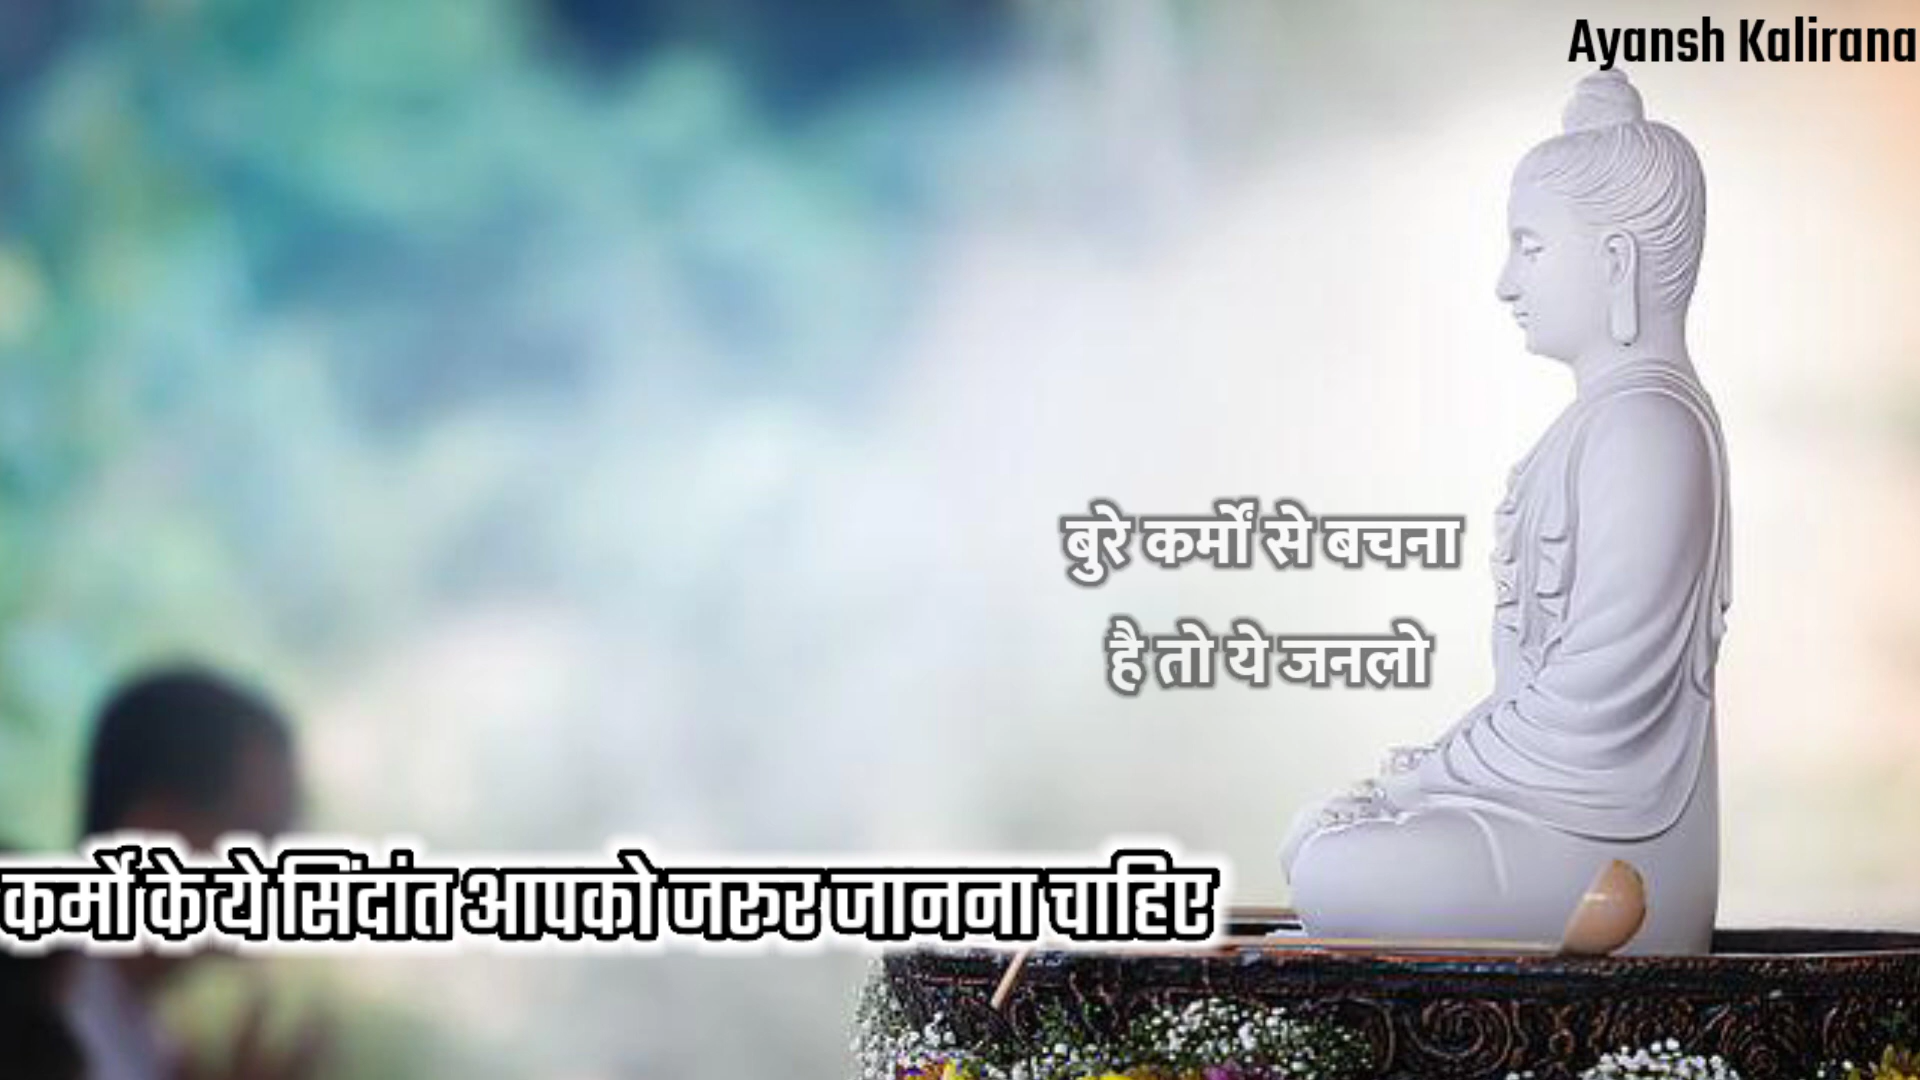 Ayansh Kalirana
बुरे कर्मों से बचना
है तो ये जनलो
कर्मो के ये सिंदांत आपको जरुर जानना चाहिए